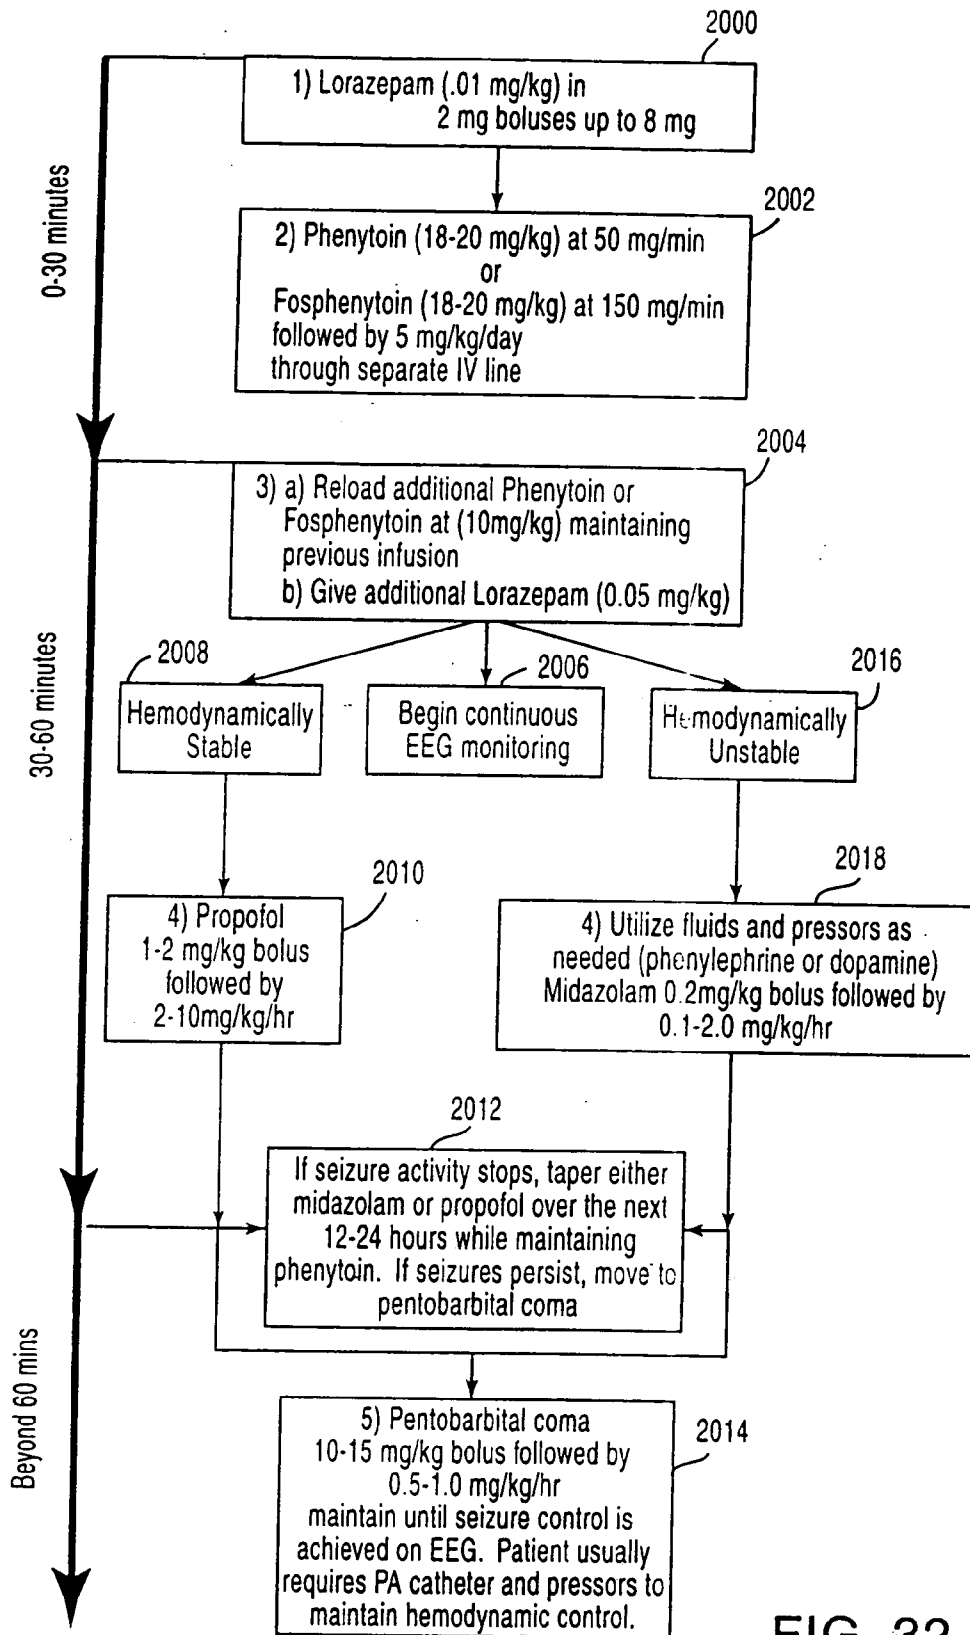 2000
1) Lorazepam (.01 mg/kg) in
2 mg boluses up to 8 mg
0-30 minutes
2002
2) Phenytoin (18-20 mg/kg) at 50 mg/min
or
Fosphenytoin (18-20 mg/kg) at 150 mg/min
followed by 5 mg/kg/day
through separate IV line
2004
3) a) Reload additional Phenytoin or
Fosphenytoin at (10mg/kg) maintaining
previous infusion
b) Give additional Lorazepam (0.05 mg/kg)
30-60 minutes
2008
Hemodynamically
Stable
2006
Begin continuous
EEG monitoring
2016
Hemodynamically
Unstable
2010
4) Propofol
1-2 mg/kg bolus
followed by
2-10mg/kg/hr
2018
4) Utilize fluids and pressors as
needed (phenylephrine or dopamine)
Midazolam 0.2mg/kg bolus followed by
0.1-2.0 mg/kg/hr
2012
If seizure activity stops, taper either
midazolam or propofol over the next
12-24 hours while maintaining
phenytoin. If seizures persist, move to
pentobarbital coma
Beyond 60 mins
2014
5) Pentobarbital coma
10-15 mg/kg bolus followed by
0.5-1.0 mg/kg/hr
maintain until seizure control is
achieved on EEG. Patient usually
requires PA catheter and pressors to
maintain hemodynamic control.
FIG. 32